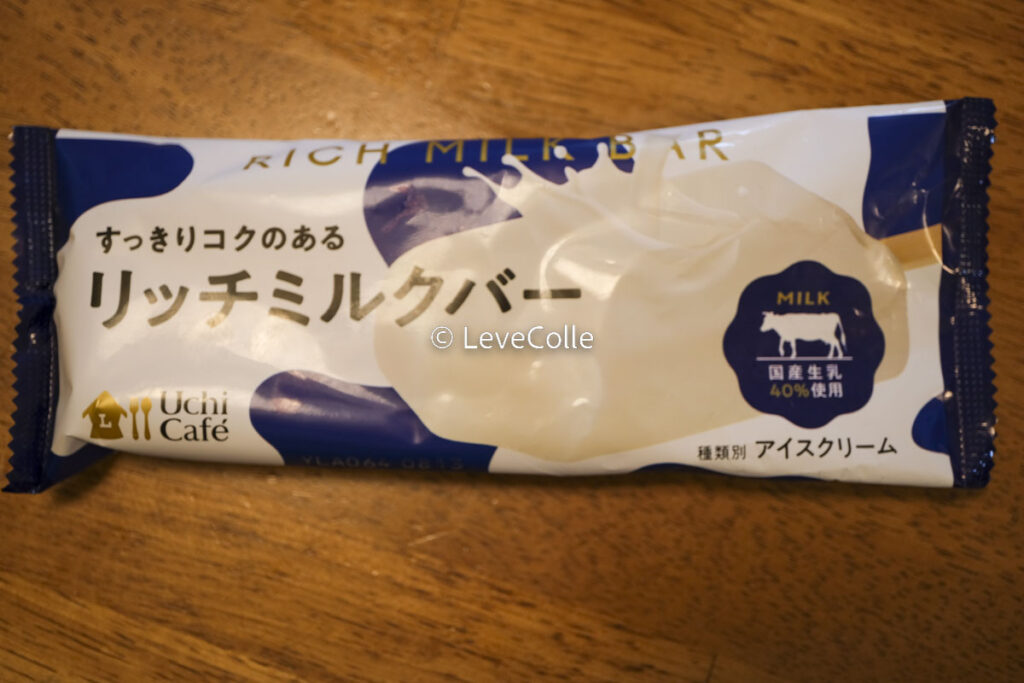 RICH MILK BAR
すっきりコクのある
リッチミルクバー
© LeveColle
MILK
国産生乳
40%使用
L
Uchi
Café
種類別 アイスクリーム
YLA064 0813